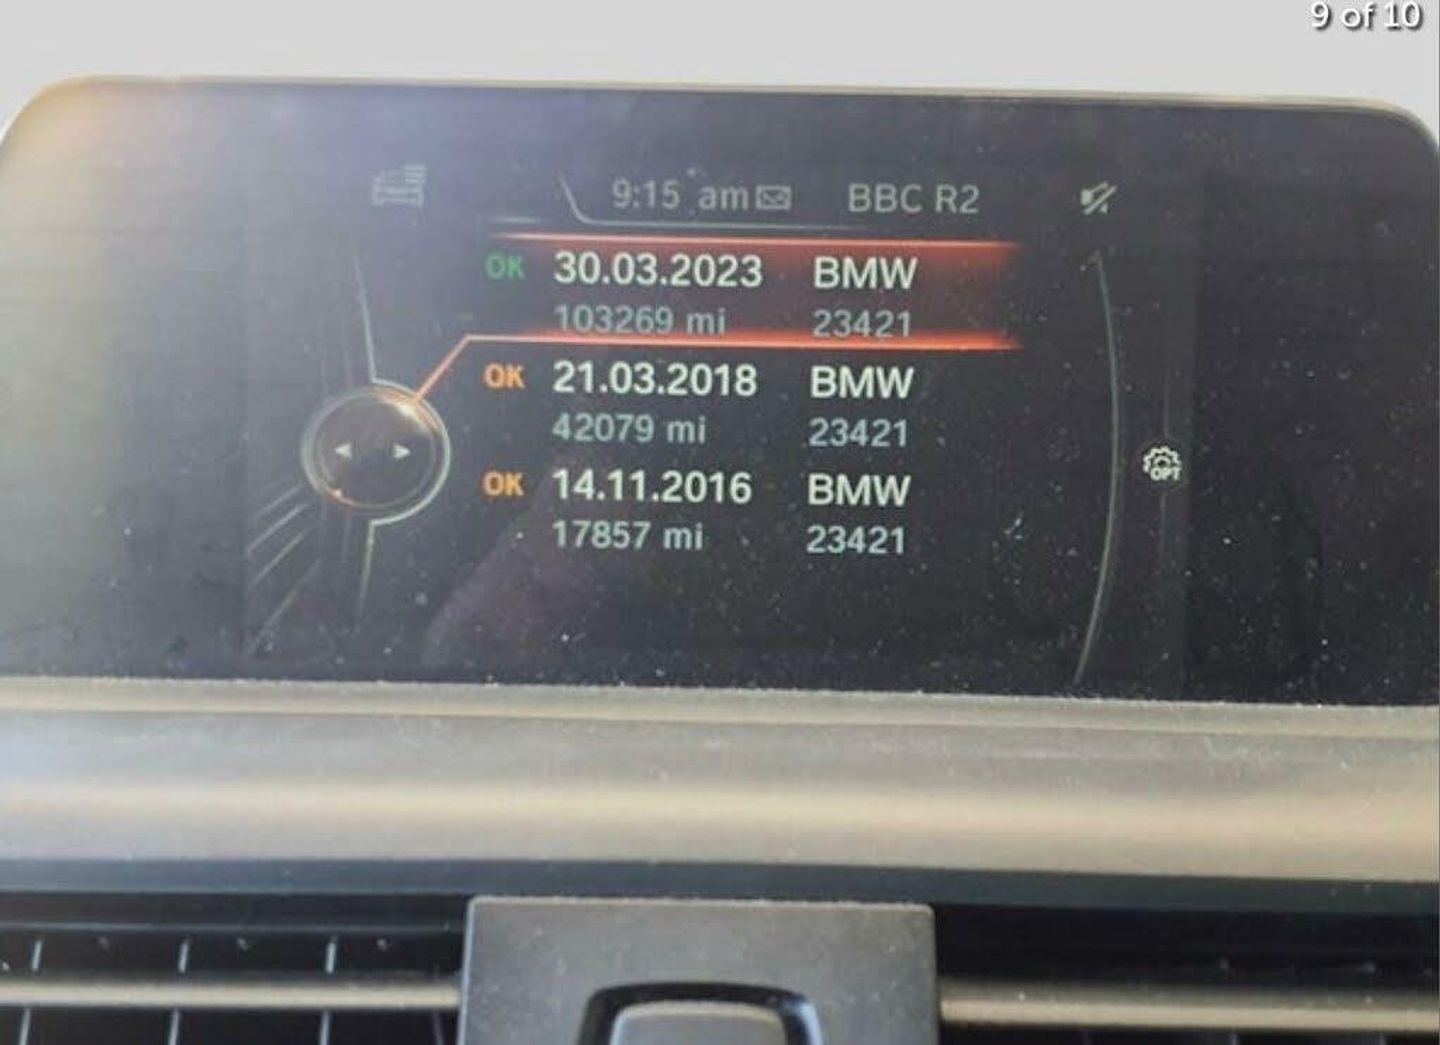 9 of 10
9:15 am BBC R2
OK 30.03.2023 BMW
103269 mi 23421
OK 21.03.2018 BMW
42079 mi 23421
OK 14.11.2016 BMW
17857 mi 23421
OPT